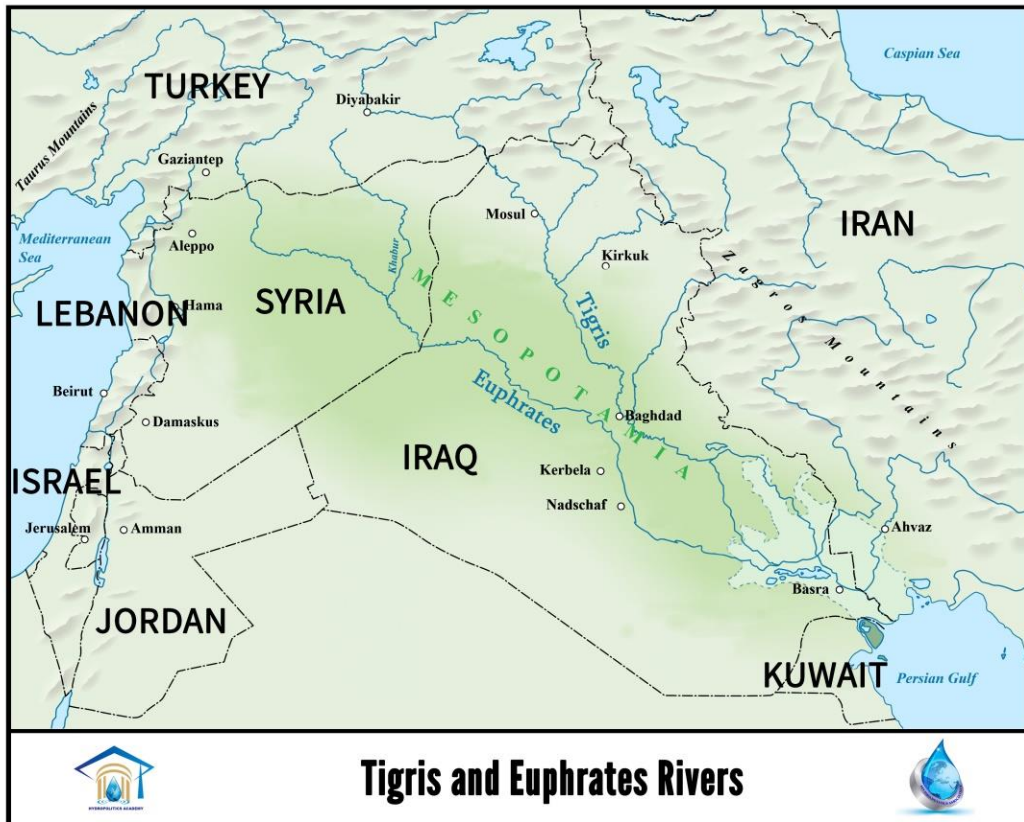 Caspian Sea
TURKEY
Diyabakir
Taurus Mountains
Gaziantep
Mosul
IRAN
Mediterranean
Sea
Aleppo
Khabur
Kirkuk
Zagros Mountains
MESOPOTAMIA
LEBANON
Hama
SYRIA
Tigris
Euphrates
Beirut
Damaskus
Baghdad
IRAQ
Kerbela
ISRAEL
Nadschaf
Jerusalem
Amman
Ahvaz
Basra
JORDAN
KUWAIT
Persian Gulf
Tigris and Euphrates Rivers
HYDROPOLITICS ACADEMY